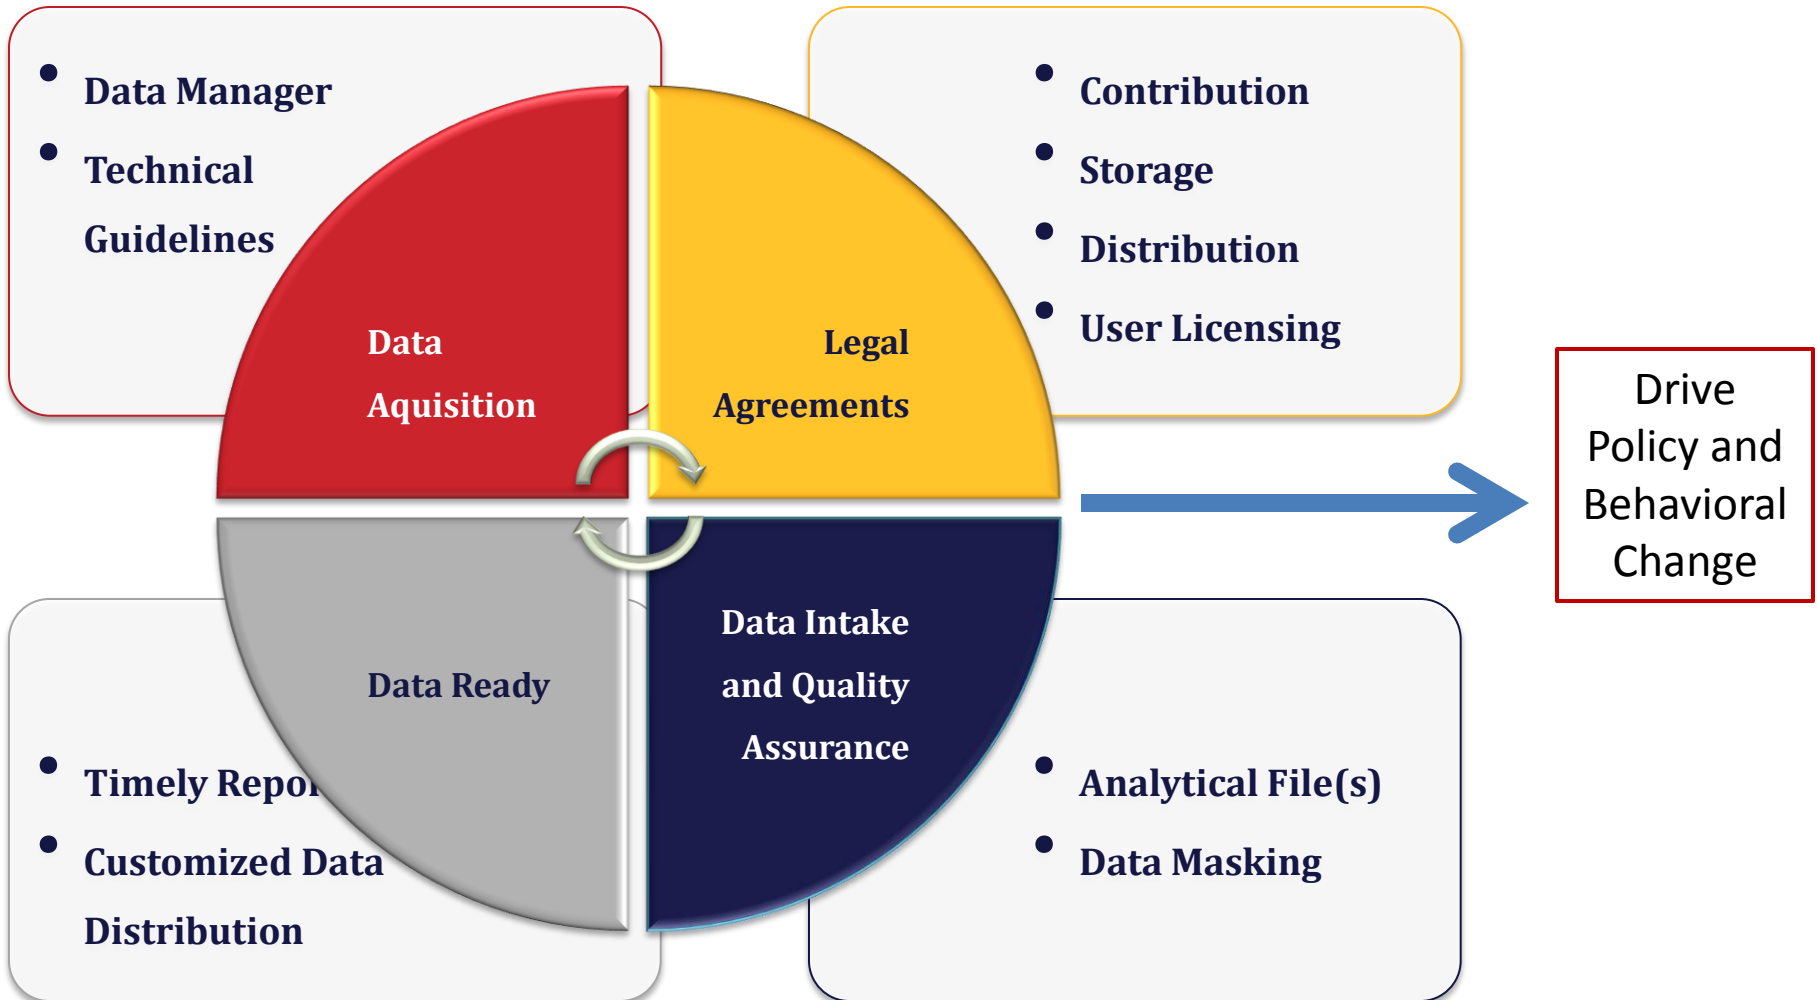 Data Manager
Technical
Guidelines
Contribution
Storage
Distribution
User Licensing
Data
Aquisition
Legal
Agreements
Drive
Policy and
Behavioral
Change
Data Ready
Data Intake
and Quality
Assurance
Timely
Customized Data
Distribution
Analytical File(s)
Data Masking